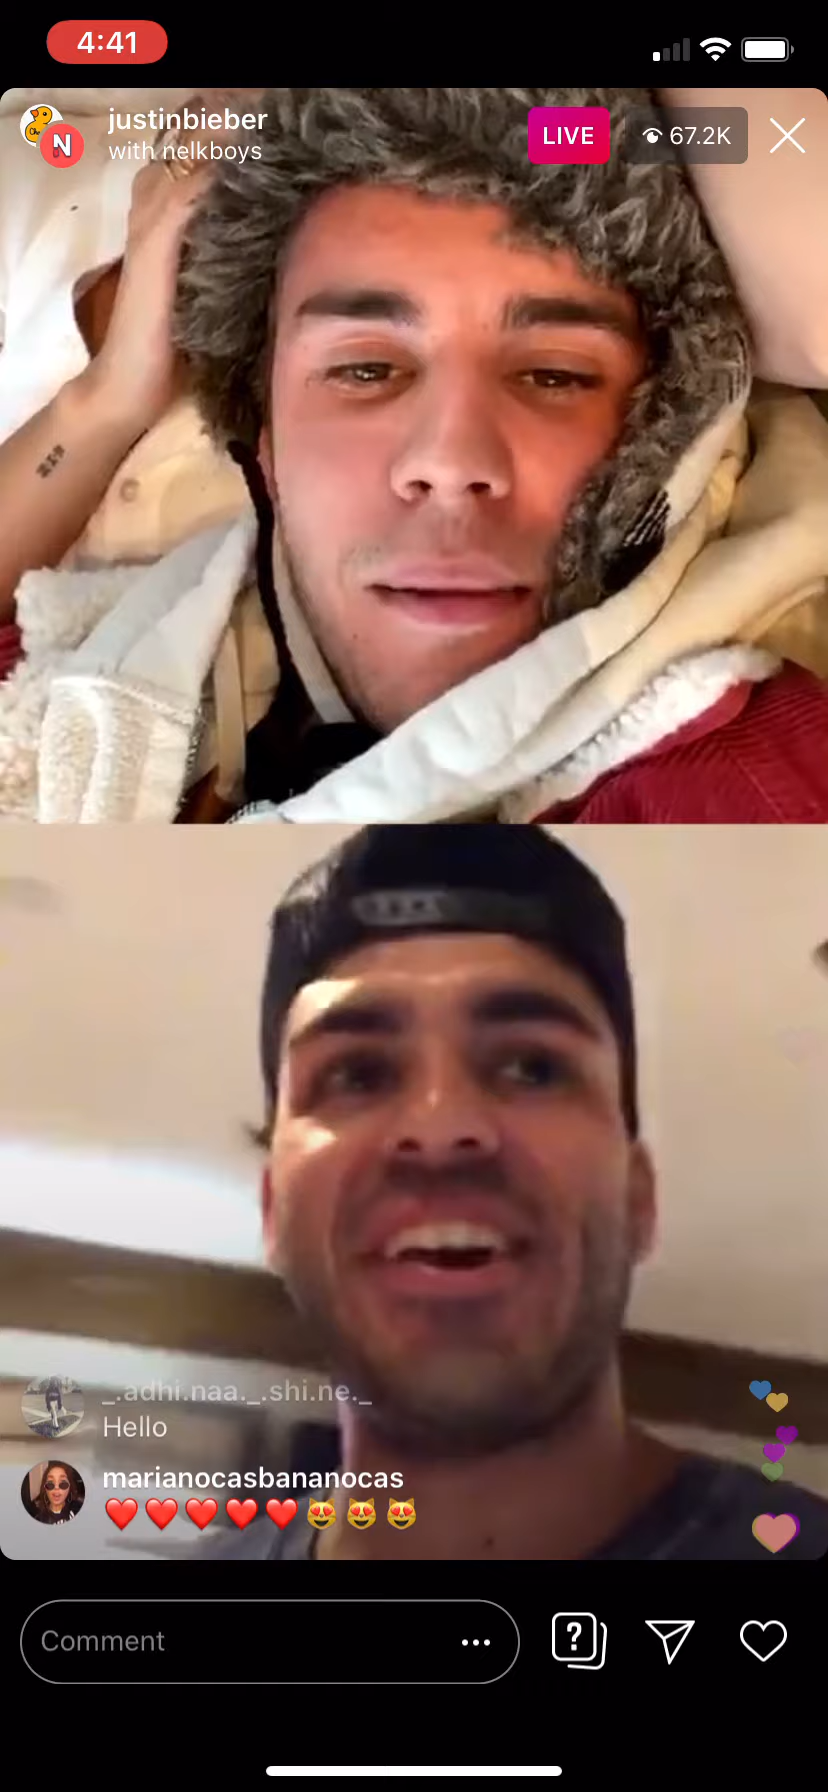 4:41
justinbieber
with nelkboys
N
LIVE
67.2K
_.adhi.naa._.shi.ne._
Hello
marianocasbananocas
❤️❤️❤️❤️❤️😻😻😻
Comment
?